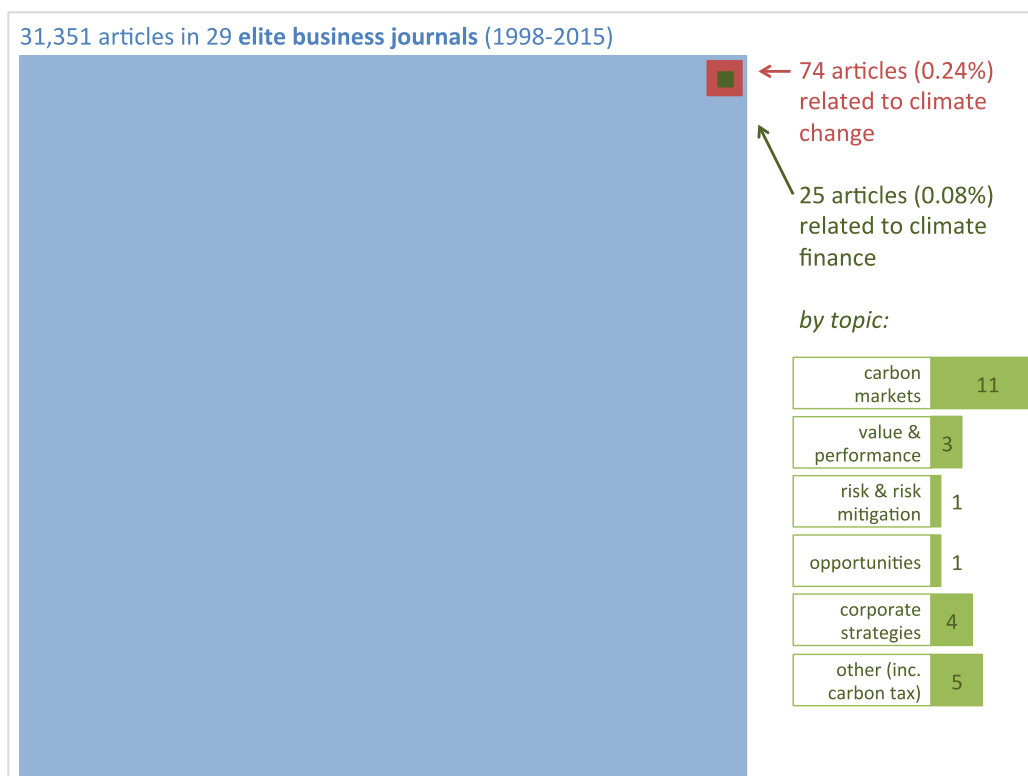 31,351 articles in 29 elite business journals (1998-2015)
74 articles (0.24%)
related to climate
change
25 articles (0.08%)
related to climate
finance
by topic:
carbon
markets
11
value &
performance
3
risk & risk
mitigation
1
opportunities
1
corporate
strategies
4
other (inc.
carbon tax)
5